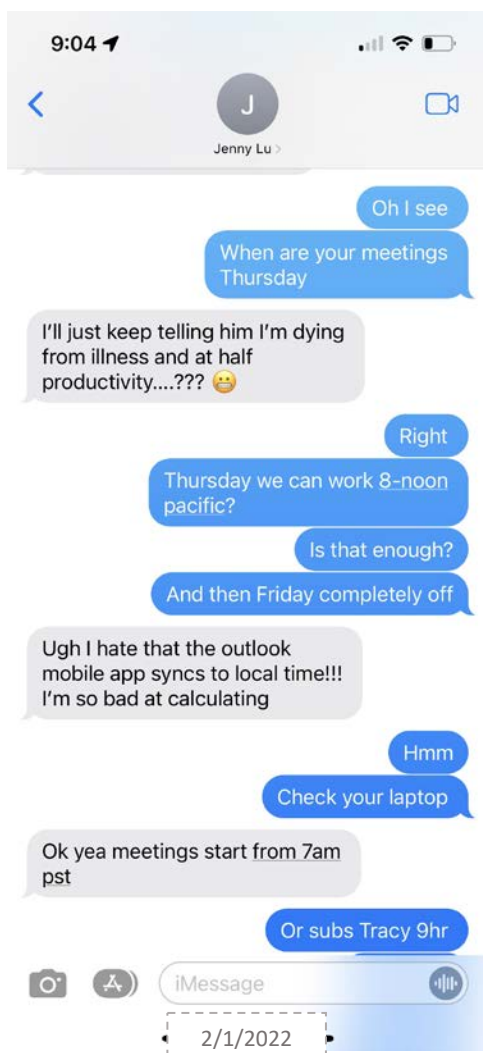 9:04
J
Jenny Lu >
Oh I see
When are your meetings
Thursday
I'll just keep telling him I'm dying
from illness and at half
productivity....??? 😬
Right
Thursday we can work 8-noon
pacific?
Is that enough?
And then Friday completely off
Ugh I hate that the outlook
mobile app syncs to local time!!!
I'm so bad at calculating
Hmm
Check your laptop
Ok yea meetings start from 7am
pst
Or subs Tracy 9hr
iMessage
2/1/2022